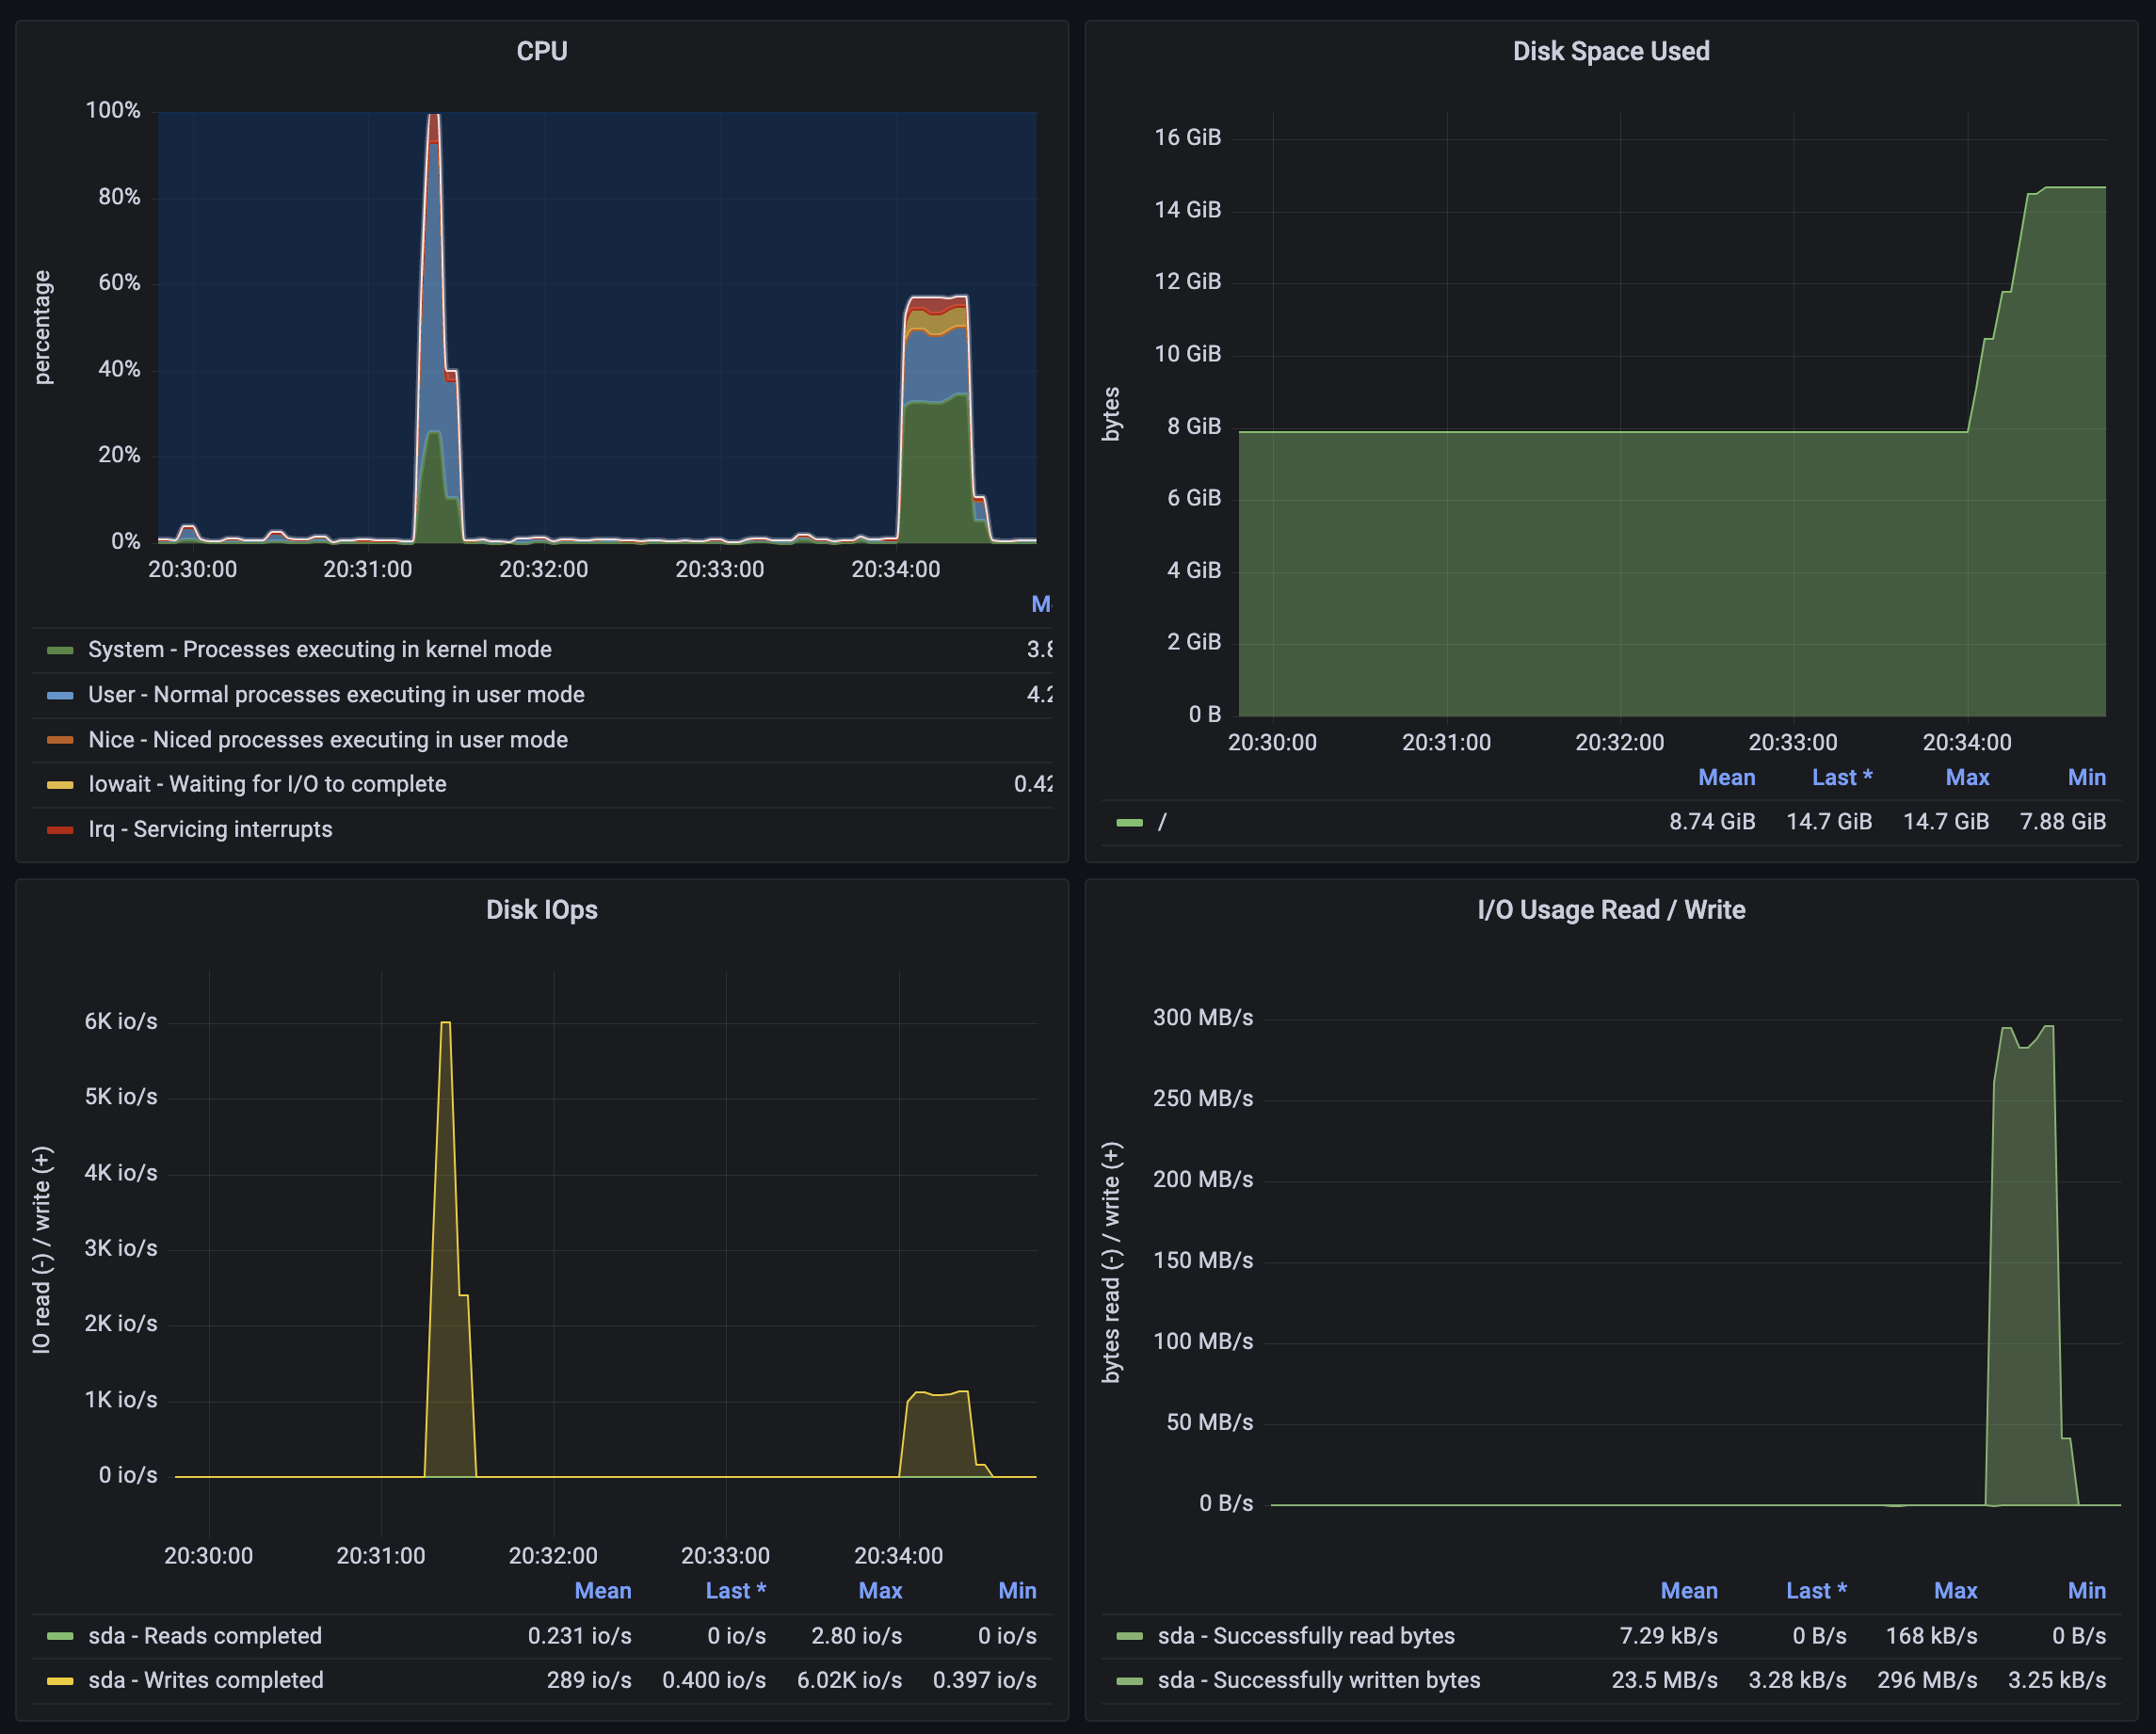 CPU
percentage
100%
80%
60%
40%
20%
0%
20:30:00 20:31:00 20:32:00 20:33:00 20:34:00
System - Processes executing in kernel mode
User - Normal processes executing in user mode
Nice - Niced processes executing in user mode
Iowait - Waiting for I/O to complete
Irq - Servicing interrupts
Disk Space Used
bytes
16 GiB
14 GiB
12 GiB
10 GiB
8 GiB
6 GiB
4 GiB
2 GiB
0 B
20:30:00 20:31:00 20:32:00 20:33:00 20:34:00
Mean Last * Max Min
/ 8.74 GiB 14.7 GiB 14.7 GiB 7.88 GiB
Disk IOps
IO read (-) / write (+)
6K io/s
5K io/s
4K io/s
3K io/s
2K io/s
1K io/s
0 io/s
20:30:00 20:31:00 20:32:00 20:33:00 20:34:00
Mean Last * Max Min
sda - Reads completed 0.231 io/s 0 io/s 2.80 io/s 0 io/s
sda - Writes completed 289 io/s 0.400 io/s 6.02K io/s 0.397 io/s
I/O Usage Read / Write
bytes read (-) / write (+)
300 MB/s
250 MB/s
200 MB/s
150 MB/s
100 MB/s
50 MB/s
0 B/s
Mean Last * Max Min
sda - Successfully read bytes 7.29 kB/s 0 B/s 168 kB/s 0 B/s
sda - Successfully written bytes 23.5 MB/s 3.28 kB/s 296 MB/s 3.25 kB/s